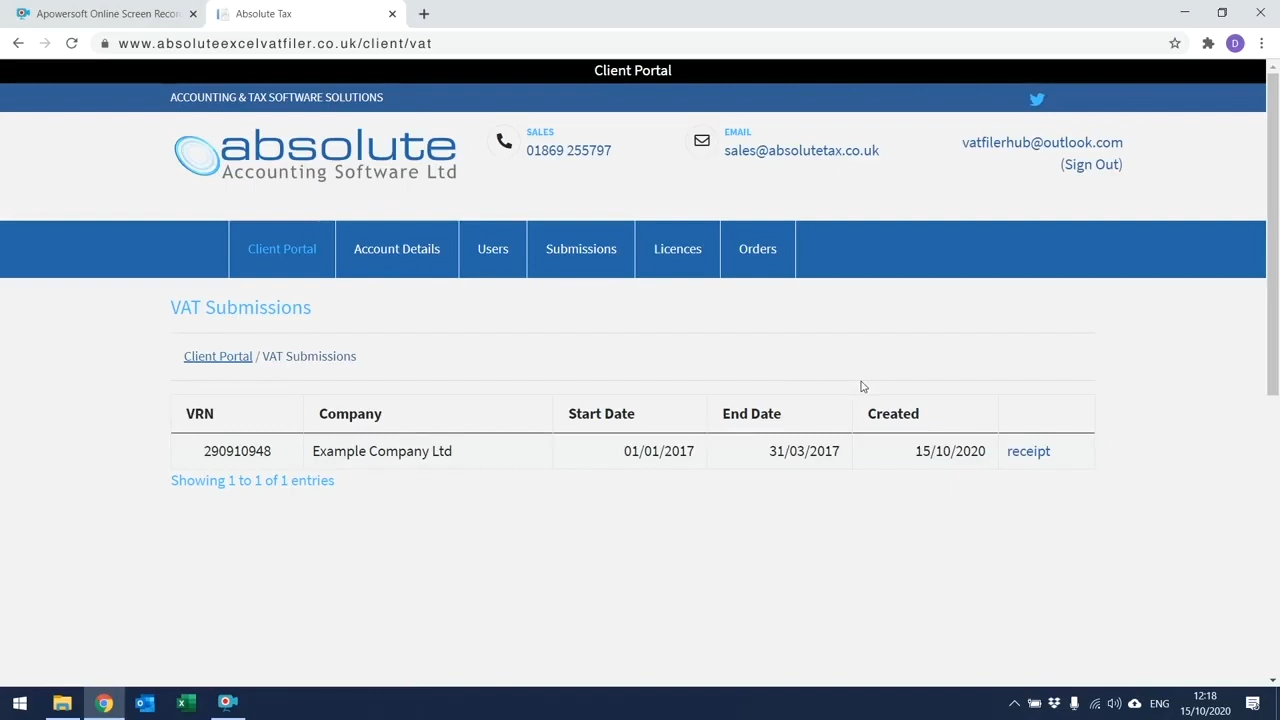 Apowersoft Online Screen Recor
Absolute Tax
www.absoluteexcelvatfiler.co.uk/client/vat
D
Client Portal
ACCOUNTING & TAX SOFTWARE SOLUTIONS
absolute
Accounting Software Ltd
SALES
01869 255797
EMAIL
sales@absolutetax.co.uk
vatfilerhub@outlook.com
(Sign Out)
Client Portal Account Details Users Submissions Licences Orders
VAT Submissions
Client Portal / VAT Submissions
VRN Company Start Date End Date Created
290910948 Example Company Ltd 01/01/2017 31/03/2017 15/10/2020 receipt
Showing 1 to 1 of 1 entries
ENG
12:18
15/10/2020